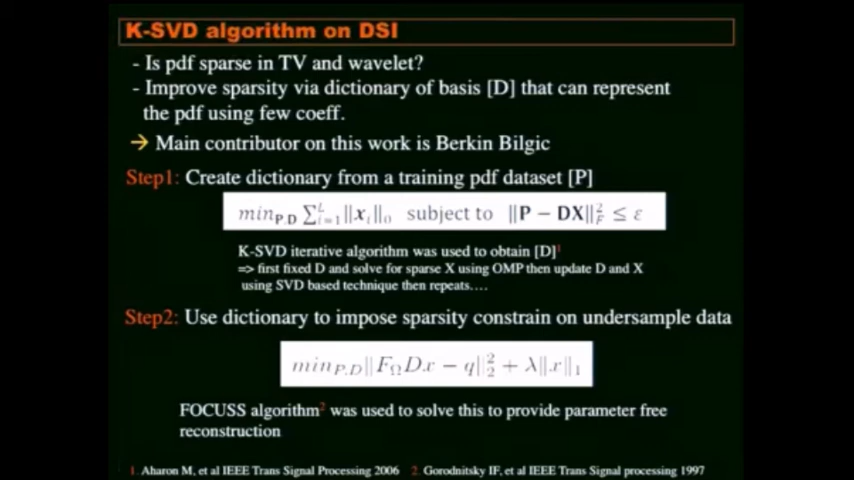 K-SVD algorithm on DSI
- Is pdf sparse in TV and wavelet?
- Improve sparsity via dictionary of basis [D] that can represent
the pdf using few coeff.
→ Main contributor on this work is Berkin Bilgic
Step1: Create dictionary from a training pdf dataset [P]
min_{P.D} ∑_{i=1}^{L} ||x_i||_0 subject to ||P − DX||_F^2 ≤ ε
K-SVD iterative algorithm was used to obtain [D]¹
=> first fixed D and solve for sparse X using OMP then update D and X
using SVD based technique then repeats….
Step2: Use dictionary to impose sparsity constrain on undersample data
min_{P.D} ||F_Ω Dx − q||_2^2 + λ||x||_1
FOCUSS algorithm² was used to solve this to provide parameter free
reconstruction
1. Aharon M, et al IEEE Trans Signal Processing 2006 2. Gorodnitsky IF, et al IEEE Trans Signal processing 1997